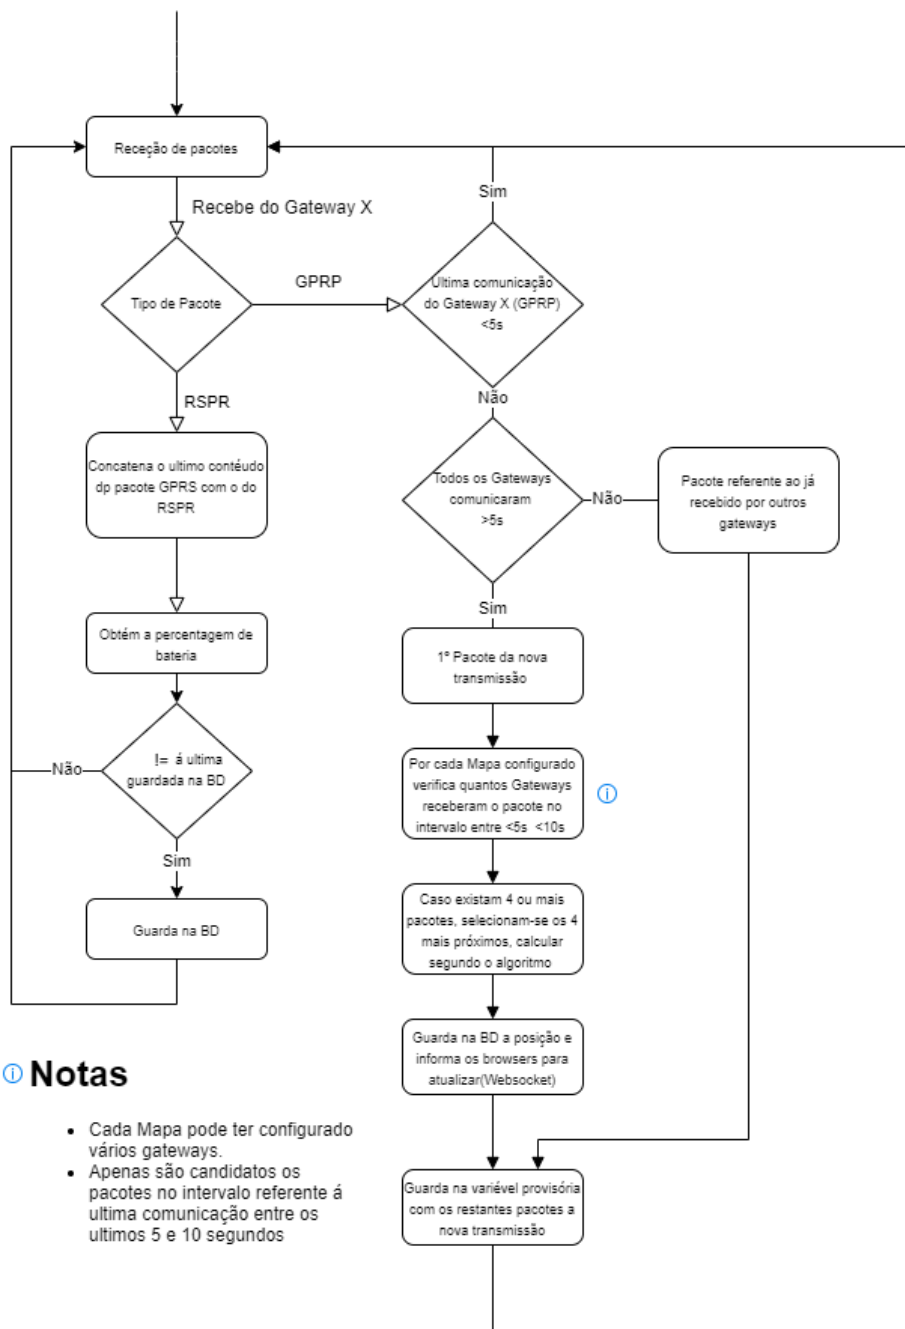 Receção de pacotes
Recebe do Gateway X
Tipo de Pacote
GPRP
Sim
Ultima comunicação
do Gateway X (GPRP)
<5s
RSPR
Não
Concatena o ultimo contéudo
dp pacote GPRS com o do
RSPR
Todos os Gateways
comunicaram
>5s
Não
Pacote referente ao já
recebido por outros
gateways
Sim
Obtém a percentagem de
bateria
1º Pacote da nova
transmissão
!= á ultima
guardada na BD
Não
Sim
Guarda na BD
Por cada Mapa configurado
verifica quantos Gateways
receberam o pacote no
intervalo entre <5s <10s
Caso existam 4 ou mais
pacotes, selecionam-se os 4
mais próximos, calcular
segundo o algoritmo
Guarda na BD a posição e
informa os browsers para
atualizar(Websocket)
Guarda na variével provisória
com os restantes pacotes a
nova transmissão
Notas
Cada Mapa pode ter configurado
vários gateways.
Apenas são candidatos os
pacotes no intervalo referente á
ultima comunicação entre os
ultimos 5 e 10 segundos